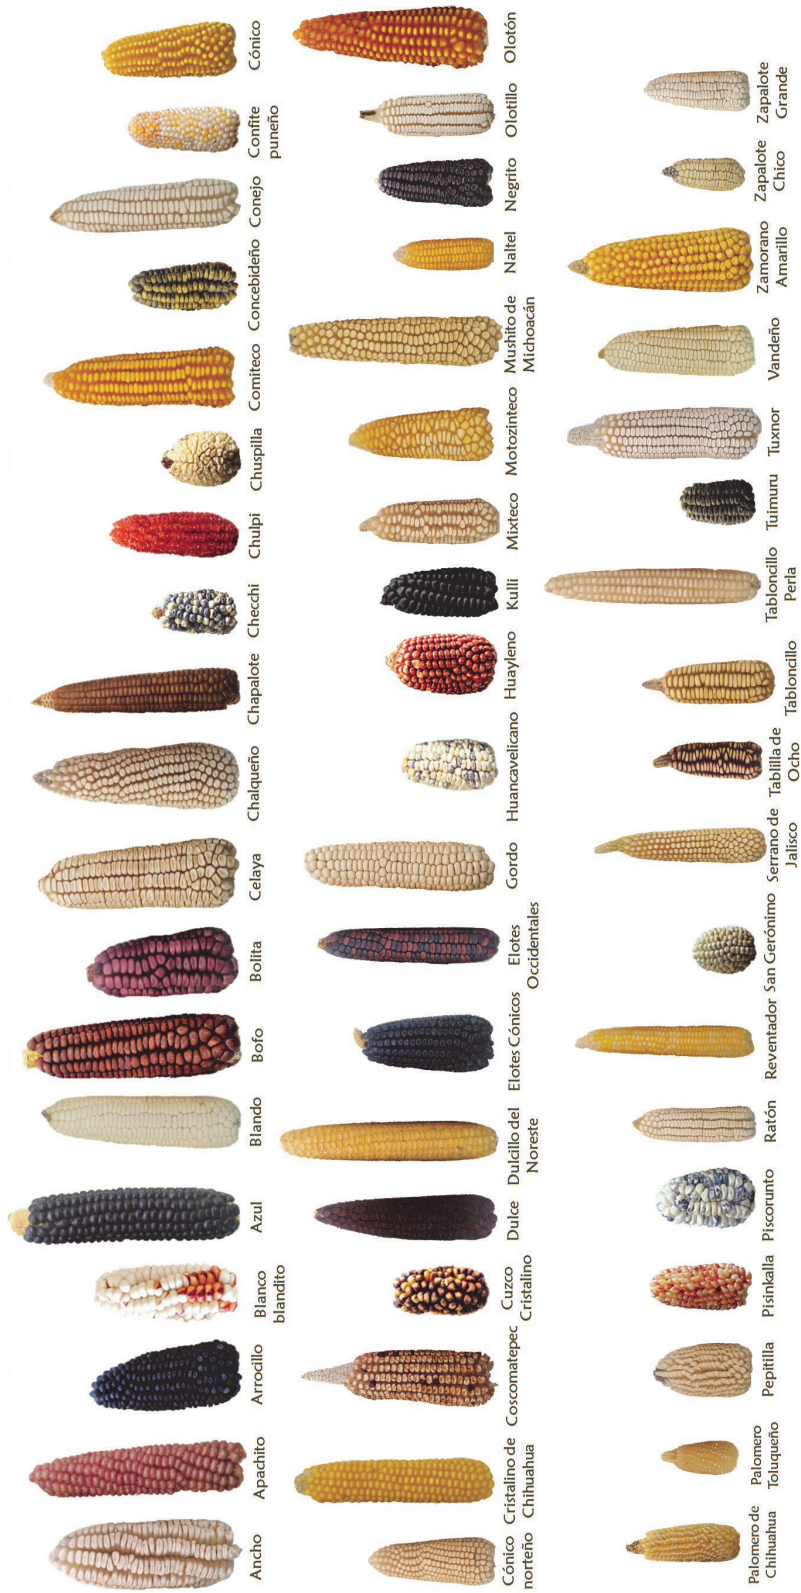 Ancho
Apachito
Arrocillo
Blanco
blandito
Azul
Blando
Bofo
Bolita
Celaya
Chalqueño
Chapalote
Checchi
Chulpi
Chuspilla
Comiteco
Concebideño
Conejo
Confite
puneño
Cónico
Cónico
norteño
Cristalino de
Chihuahua
Coscomatepec
Cuzco
Cristalino
Dulce
Dulcillo del
Noreste
Elotes Cónicos
Elotes
Occidentales
Gordo
Huancavelicano
Huayleno
Kulli
Mixteco
Motozinteco
Mushito de
Michoacán
Naltel
Negrito
Olotillo
Olotón
Palomero de
Chihuahua
Palomero
Toluqueño
Pepitilla
Pisinkalla
Piscorunto
Ratón
Reventador
San Gerónimo
Serrano de
Jalisco
Tablilla de
Ocho
Tabloncillo
Tabloncillo
Perla
Tuimuru
Tuxnor
Vandeño
Zamorano
Amarillo
Zapalote
Chico
Zapalote
Grande